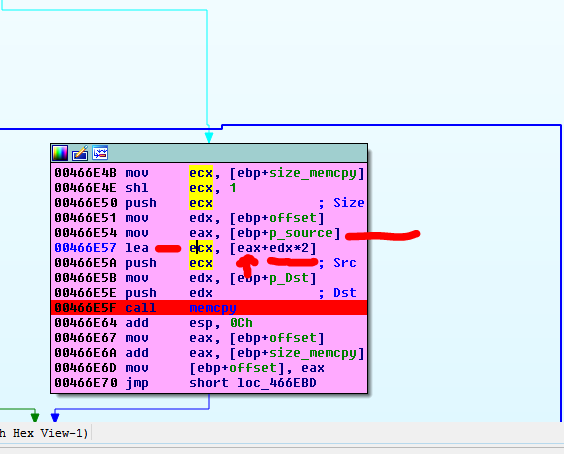 00466E4B mov ecx, [ebp+size_memcpy]
00466E4E shl ecx, 1
00466E50 push ecx ; Size
00466E51 mov edx, [ebp+offset]
00466E54 mov eax, [ebp+p_source]
00466E57 lea ecx, [eax+edx*2]
00466E5A push ecx ; Src
00466E5B mov edx, [ebp+p_Dst]
00466E5E push edx ; Dst
00466E5F call memcpy
00466E64 add esp, 0Ch
00466E67 mov eax, [ebp+offset]
00466E6A add eax, [ebp+size_memcpy]
00466E6D mov [ebp+offset], eax
00466E70 jmp short loc_466EBD
h Hex View-1)